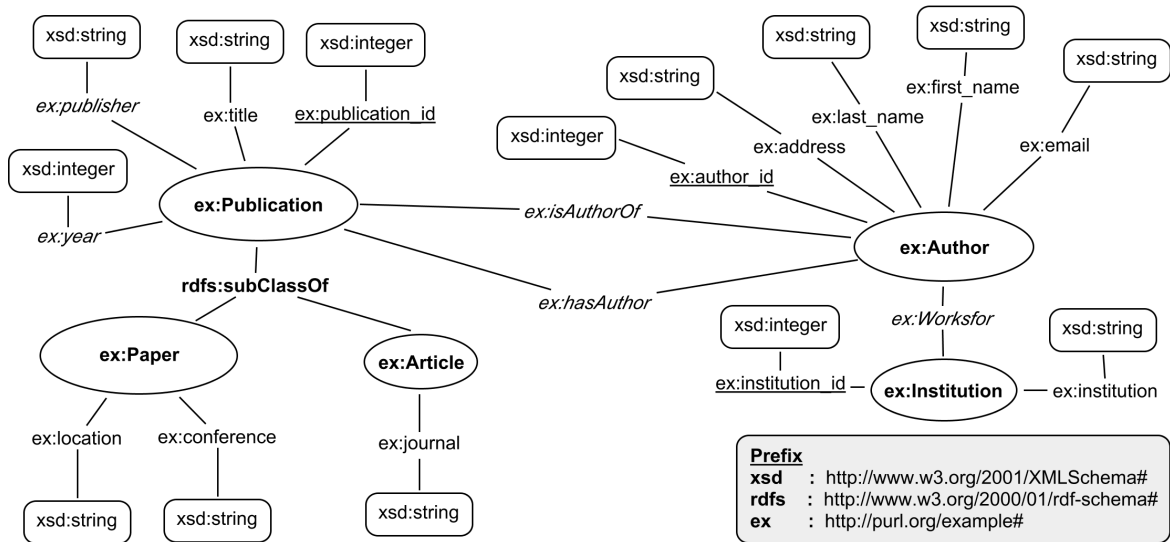 xsd:string
xsd:string
xsd:integer
ex:publisher
ex:title
ex:publication_id
xsd:integer
ex:year
ex:Publication
rdfs:subClassOf
ex:Paper
ex:Article
ex:location
ex:conference
ex:journal
xsd:string
xsd:string
xsd:string
ex:isAuthorOf
ex:hasAuthor
xsd:integer
xsd:string
xsd:string
xsd:string
xsd:string
ex:author_id
ex:address
ex:last_name
ex:first_name
ex:email
ex:Author
ex:Worksfor
xsd:integer
xsd:string
ex:institution_id
ex:Institution
ex:institution
Prefix
xsd : http://www.w3.org/2001/XMLSchema#
rdfs : http://www.w3.org/2000/01/rdf-schema#
ex : http://purl.org/example#